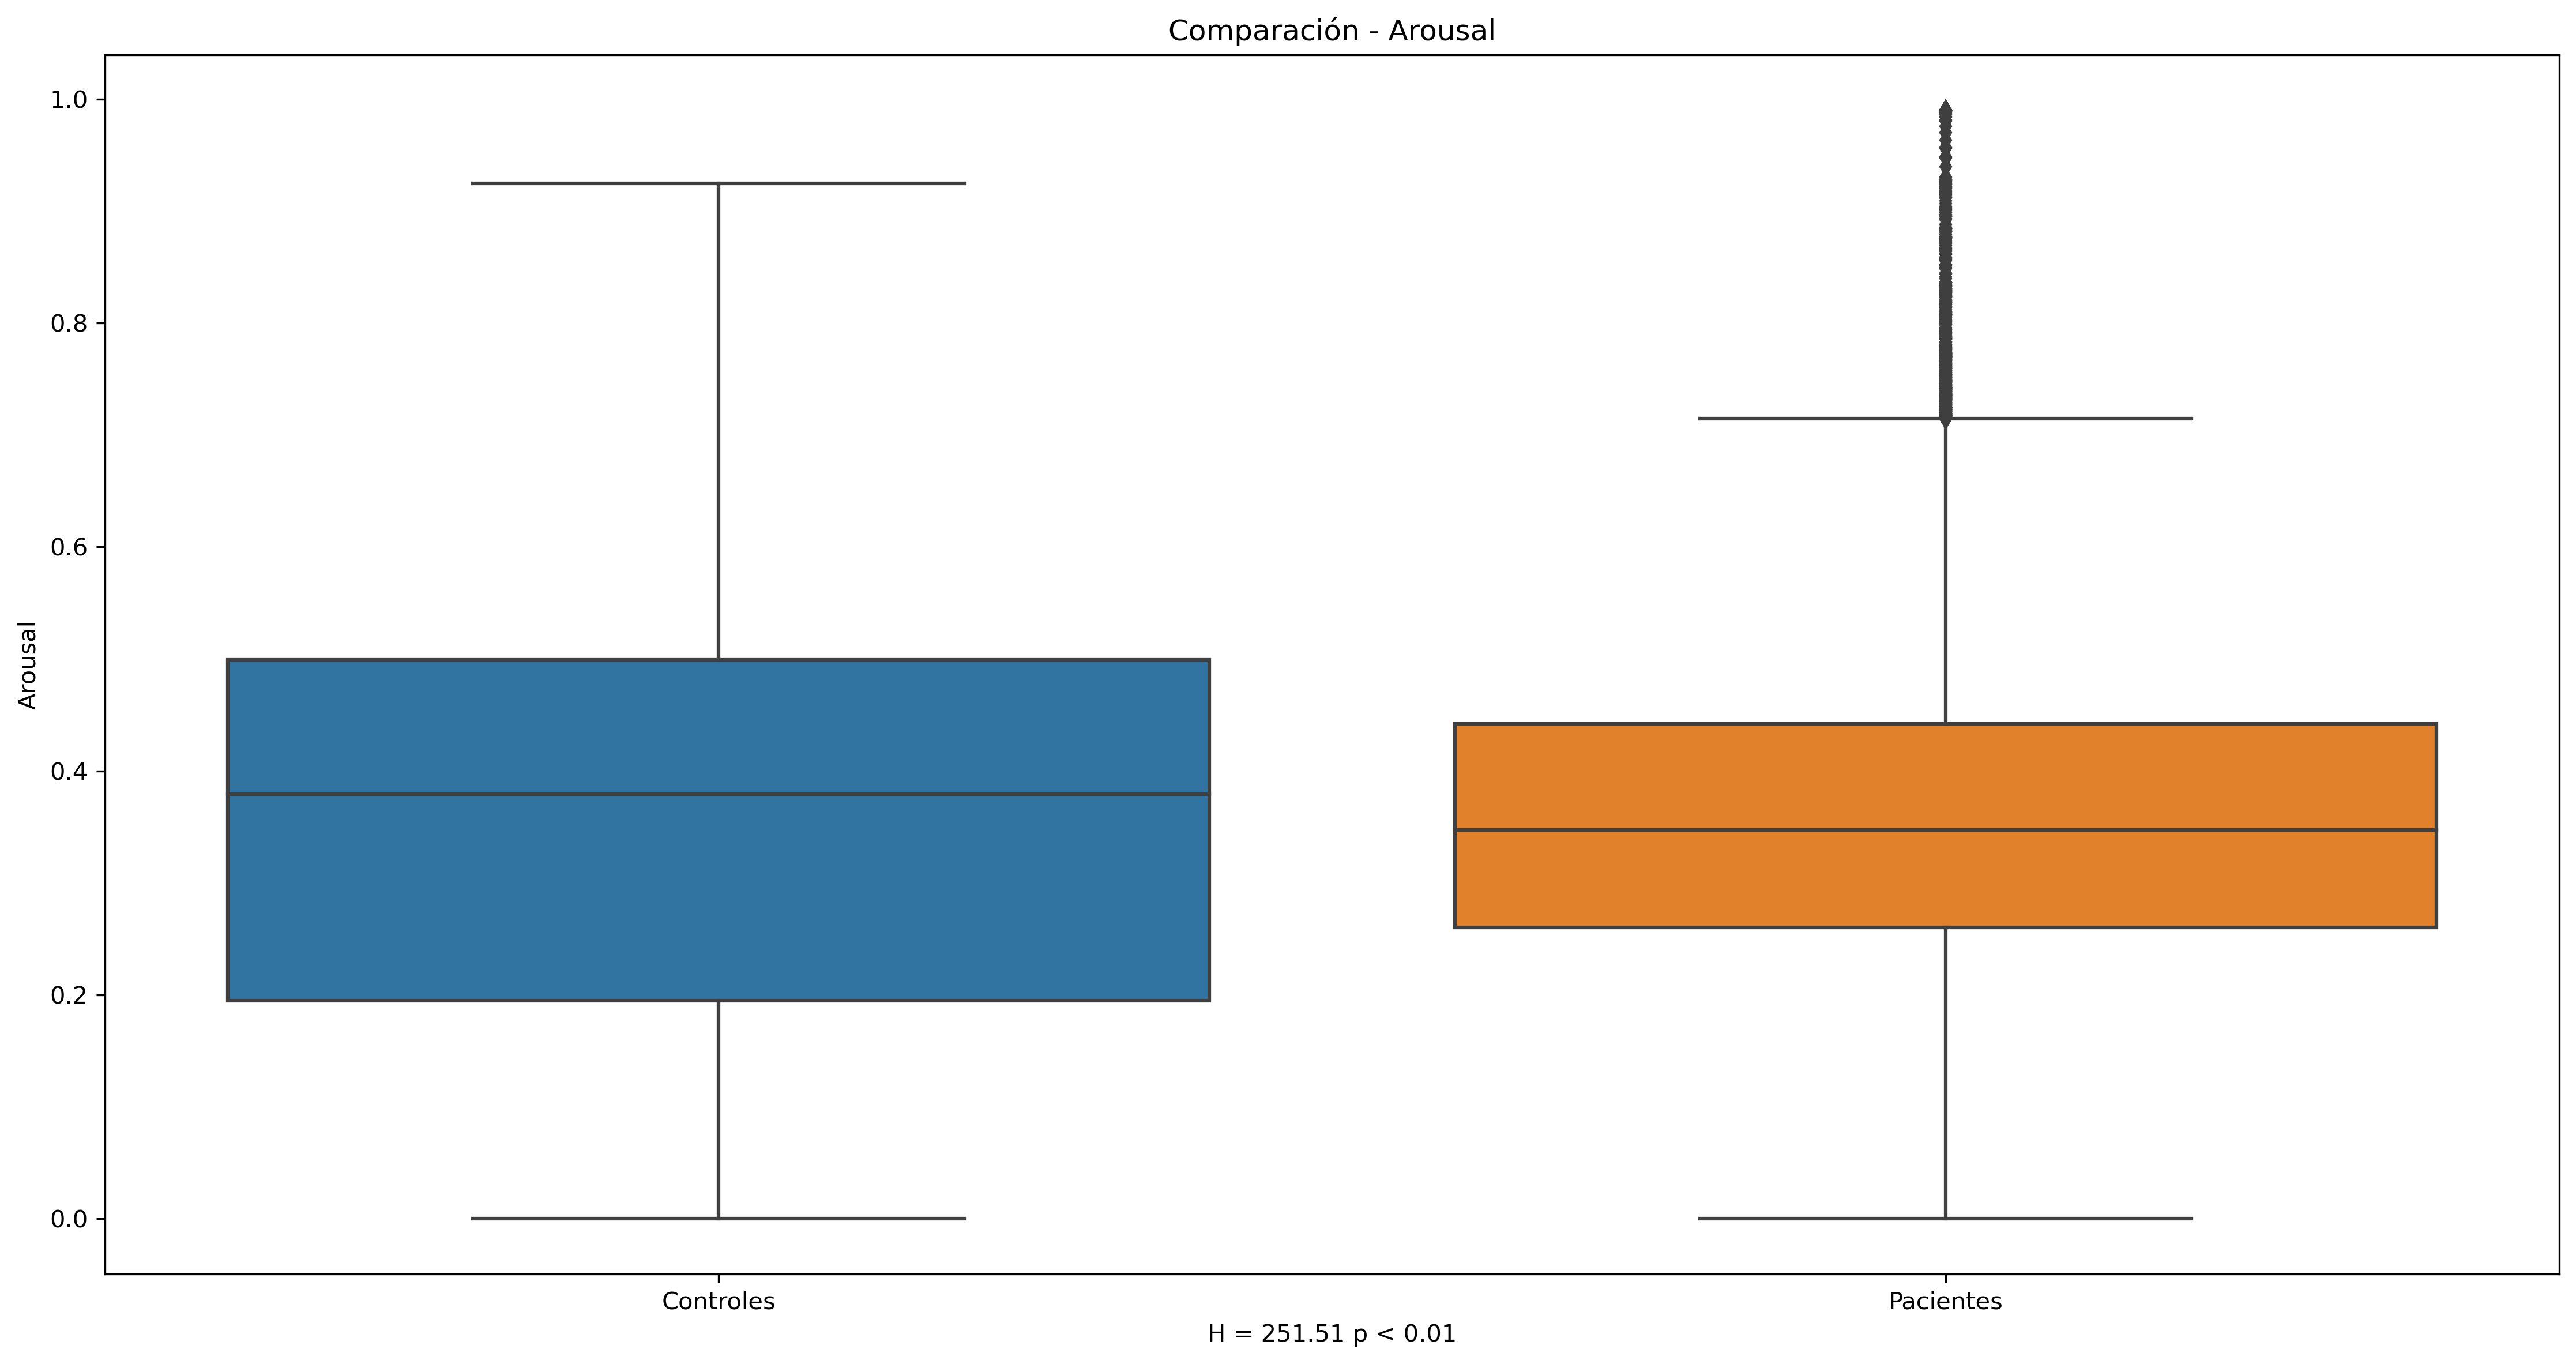 Comparación - Arousal
1.0
0.8
0.6
0.4
0.2
0.0
Arousal
Controles
Pacientes
H = 251.51 p < 0.01